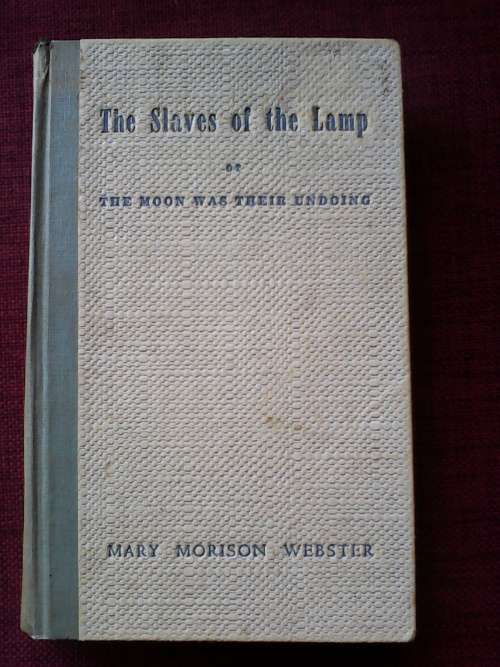 The Slaves of the Lamp
OR
THE MOON WAS THEIR UNDOING
MARY MORISON WEBSTER